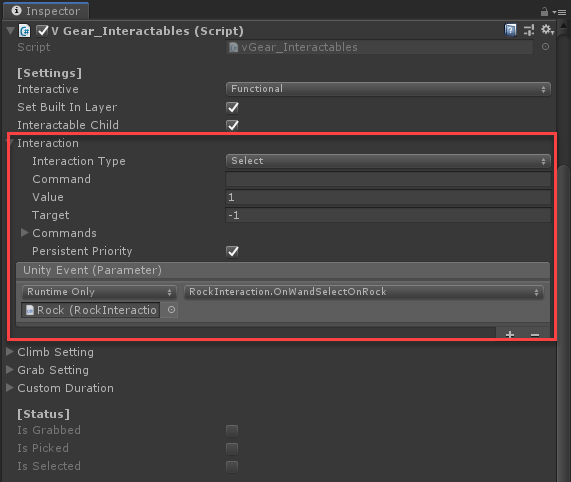 Inspector
V Gear_Interactables (Script)
Script vGear_Interactables
[Settings]
Interactive Functional
Set Built In Layer
Interactable Child
Interaction
Interaction Type Select
Command
Value 1
Target -1
Commands
Persistent Priority
Unity Event (Parameter)
Runtime Only RockInteraction.OnWandSelectOnRock
Rock (RockInteractio
+ −
Climb Setting
Grab Setting
Custom Duration
[Status]
Is Grabbed
Is Picked
Is Selected